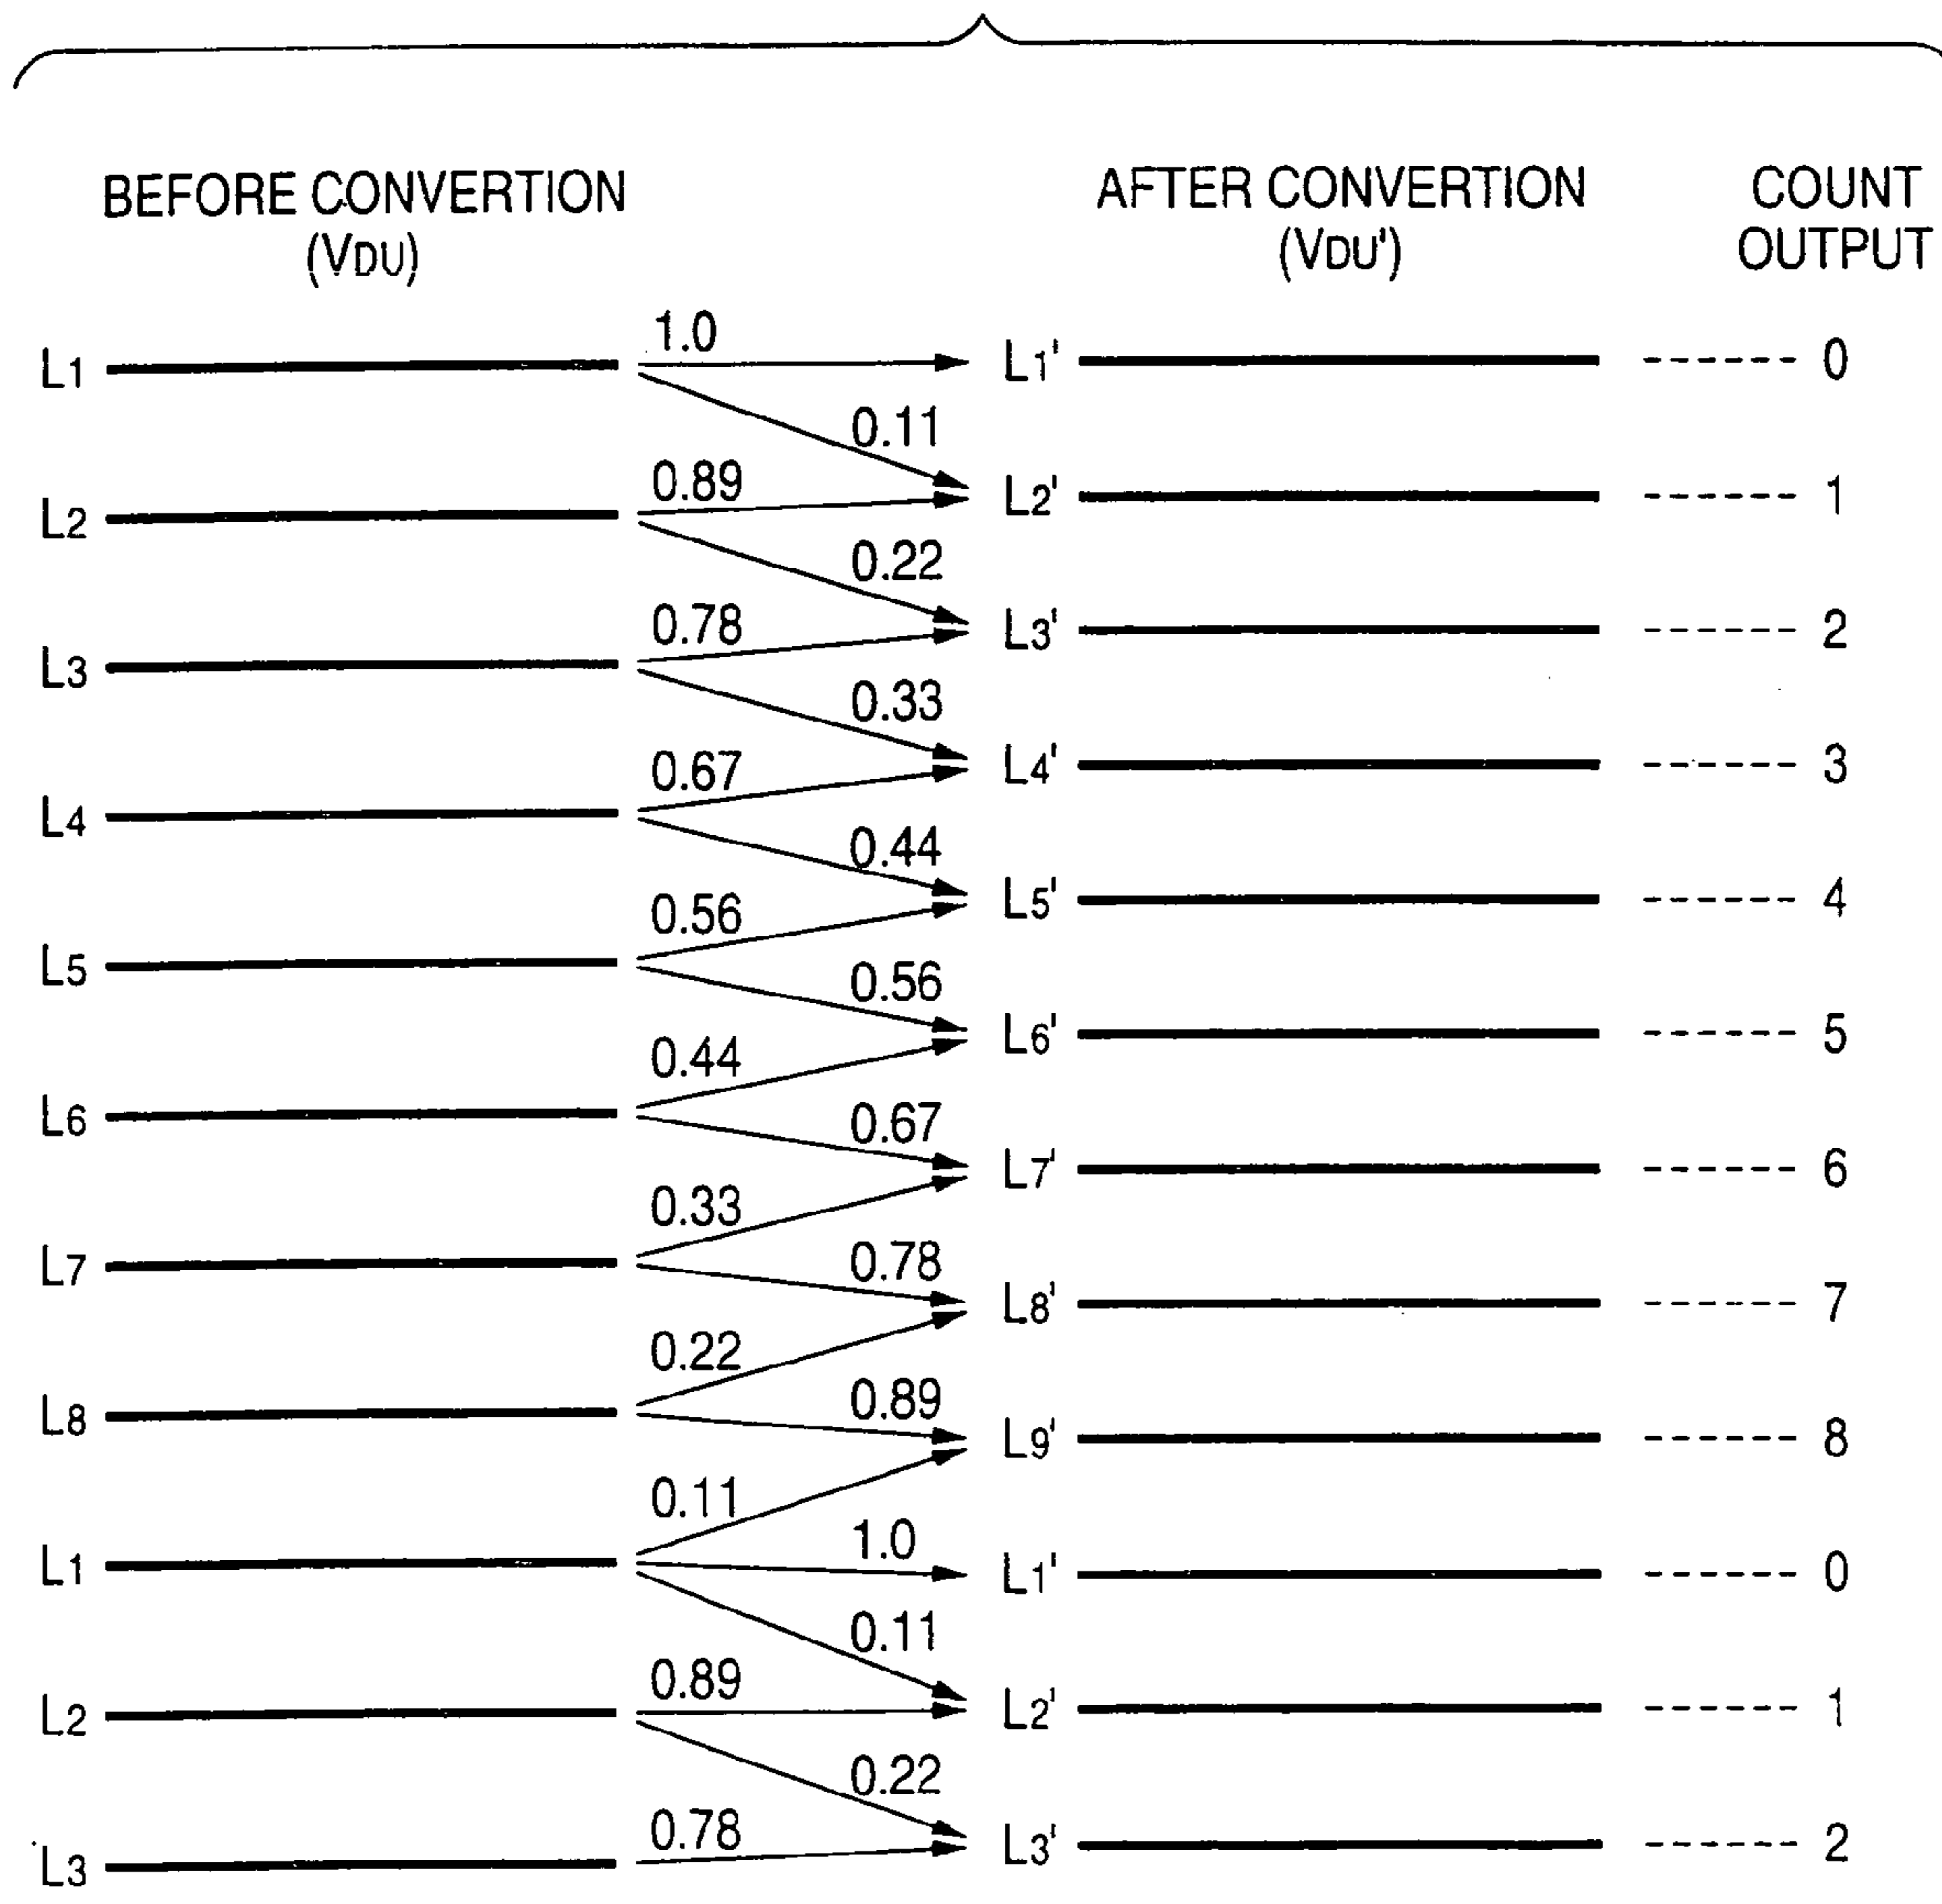 BEFORE CONVERTION
(VDU)
AFTER CONVERTION
(VDU')
COUNT
OUTPUT
L1 1.0 L1' 0
0.11
L2 0.89 L2' 1
0.22
L3 0.78 L3' 2
0.33
L4 0.67 L4' 3
0.44
L5 0.56 L5' 4
0.56
L6 0.44 L6' 5
0.67
L7 0.33 L7' 6
0.78
L8 0.22 L8' 7
0.89
L9' 8
L1 0.11
1.0 L1' 0
0.11
L2 0.89 L2' 1
0.22
L3 0.78 L3' 2